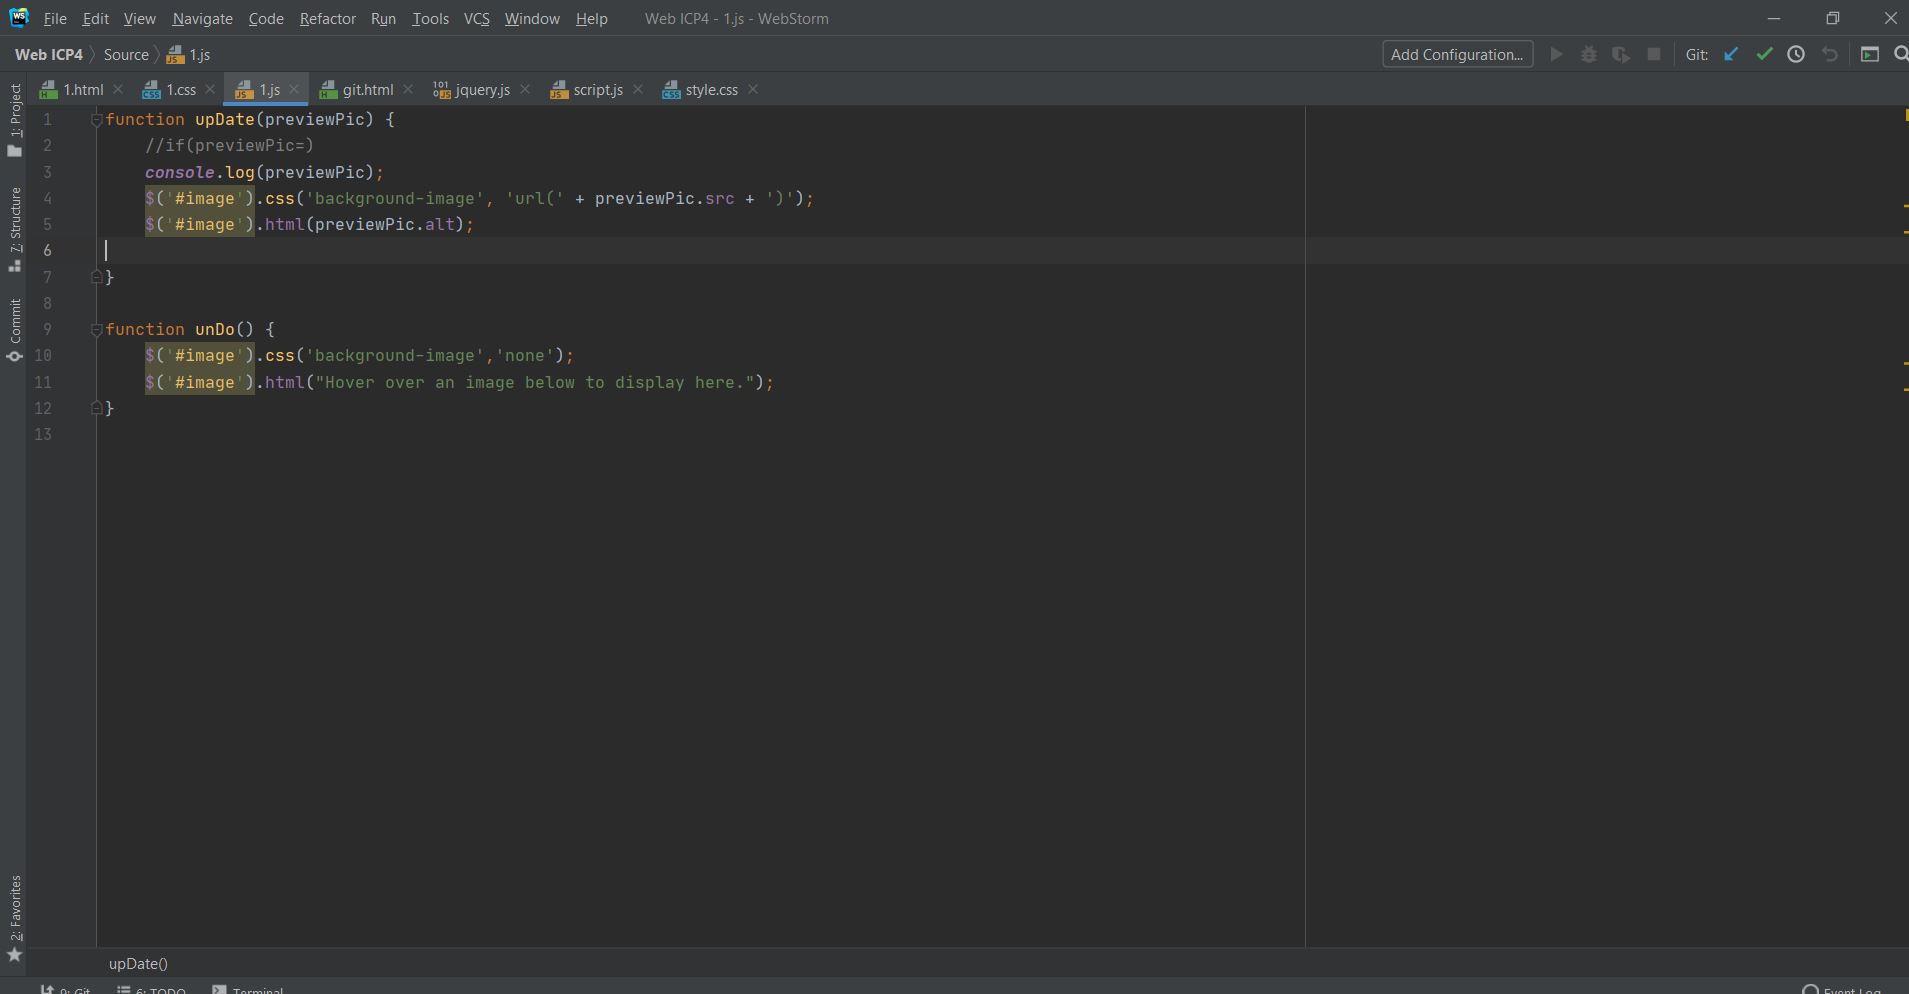 WS File Edit View Navigate Code Refactor Run Tools VCS Window Help Web ICP4 - 1.js - WebStorm
Web ICP4 Source 1.js Add Configuration... Git:
1.html 1.css 1.js git.html jquery.js script.js style.css
1: Project
7: Structure
Commit
2: Favorites
1 function upDate(previewPic) {
2 //if(previewPic=)
3 console.log(previewPic);
4 $('#image').css('background-image', 'url(' + previewPic.src + ')');
5 $('#image').html(previewPic.alt);
6
7 }
8
9 function unDo() {
10 $('#image').css('background-image','none');
11 $('#image').html("Hover over an image below to display here.");
12 }
13
upDate()
9: Git 6: TODO Terminal Event Log